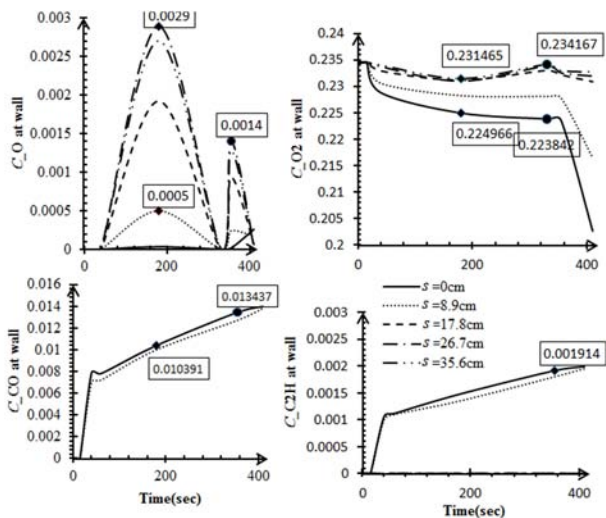 C_O at wall
0.003
0.0025
0.002
0.0015
0.001
0.0005
0
0 200 400
0.0029
0.0014
0.0005
C_O2 at wall
0.24
0.235
0.23
0.225
0.22
0.215
0.21
0.205
0.2
0 200 400
0.231465
0.234167
0.224966
0.223842
C_CO at wall
0.016
0.014
0.012
0.01
0.008
0.006
0.004
0.002
0
0 200 400
0.013437
0.010391
Time(sec)
C_C2H at wall
0.003
0.0025
0.002
0.0015
0.001
0.0005
0
0 200 400
s =0cm
s =8.9cm
s =17.8cm
s =26.7cm
s =35.6cm
0.001914
Time(sec)